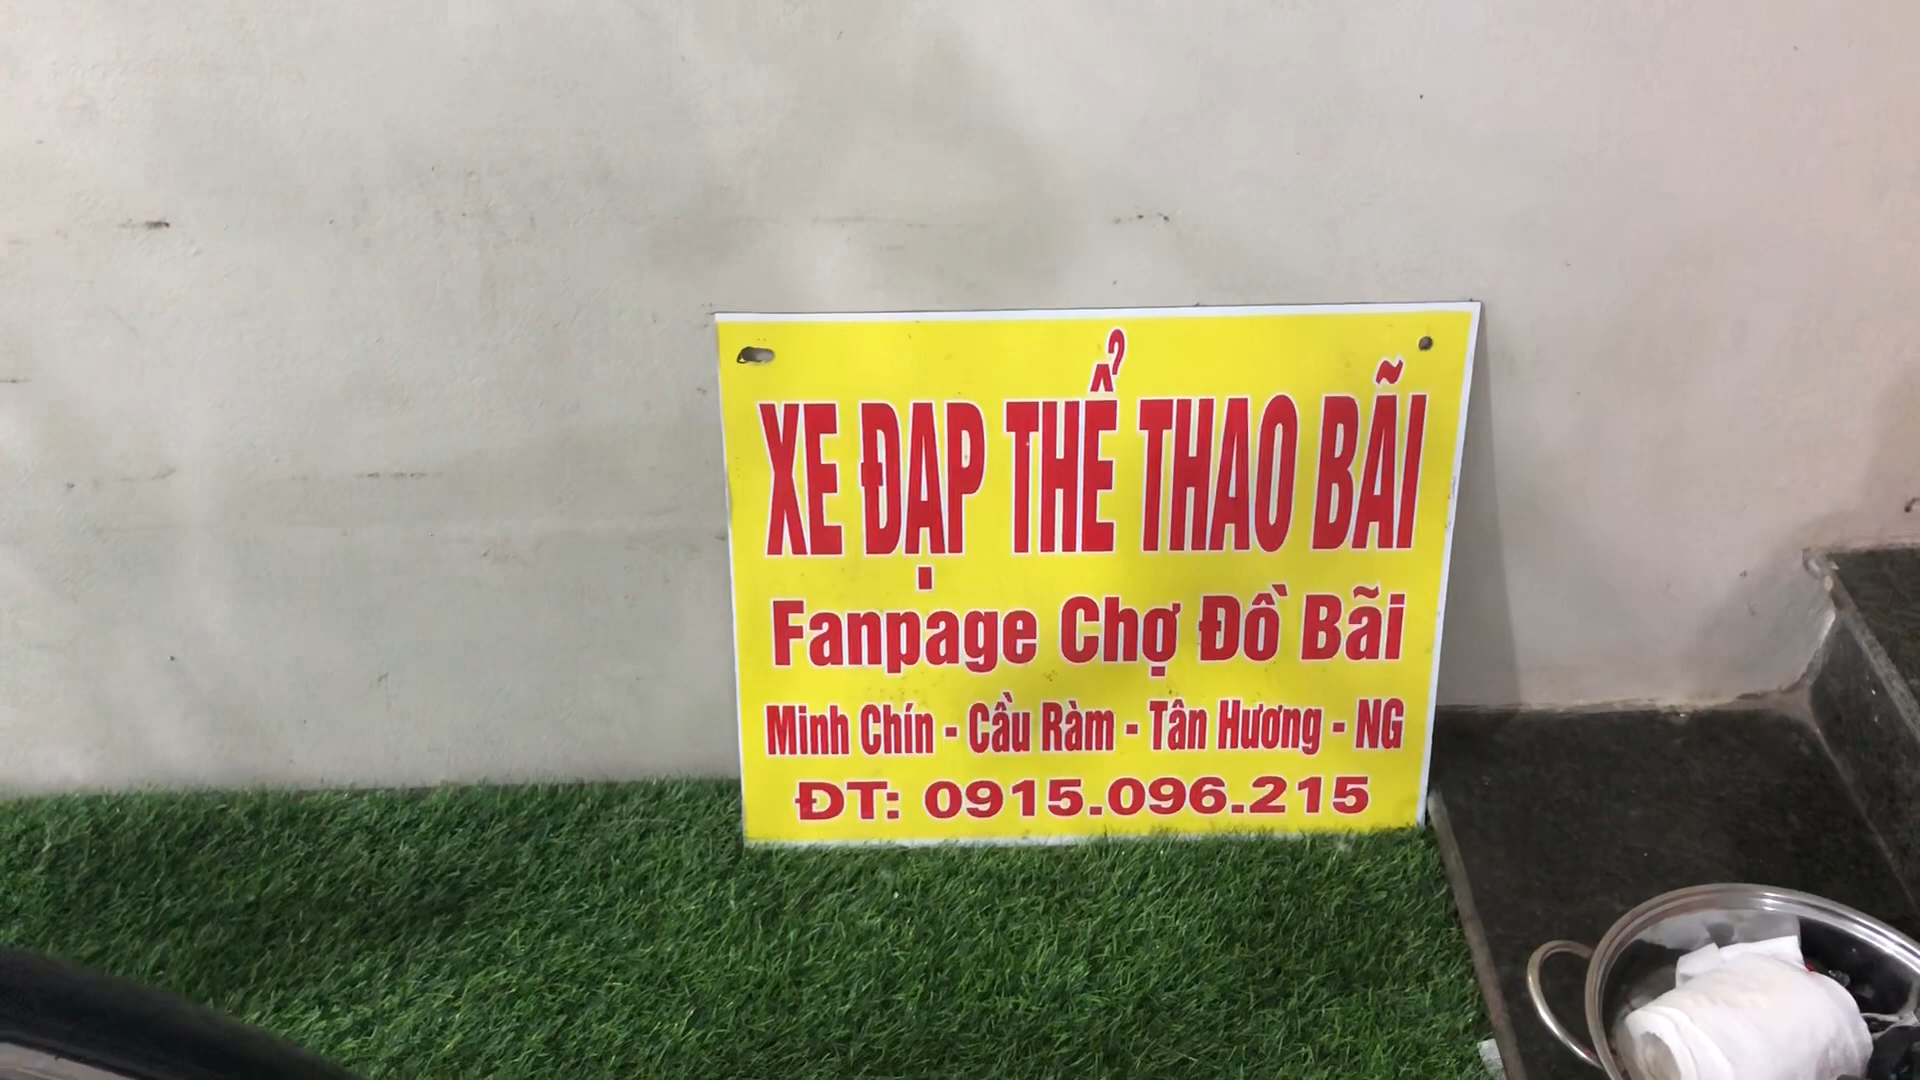 XE ĐẠP THỂ THAO BÃI
Fanpage Chợ Đồ Bãi
Minh Chín - Cầu Ràm - Tân Hương - NG
ĐT: 0915.096.215